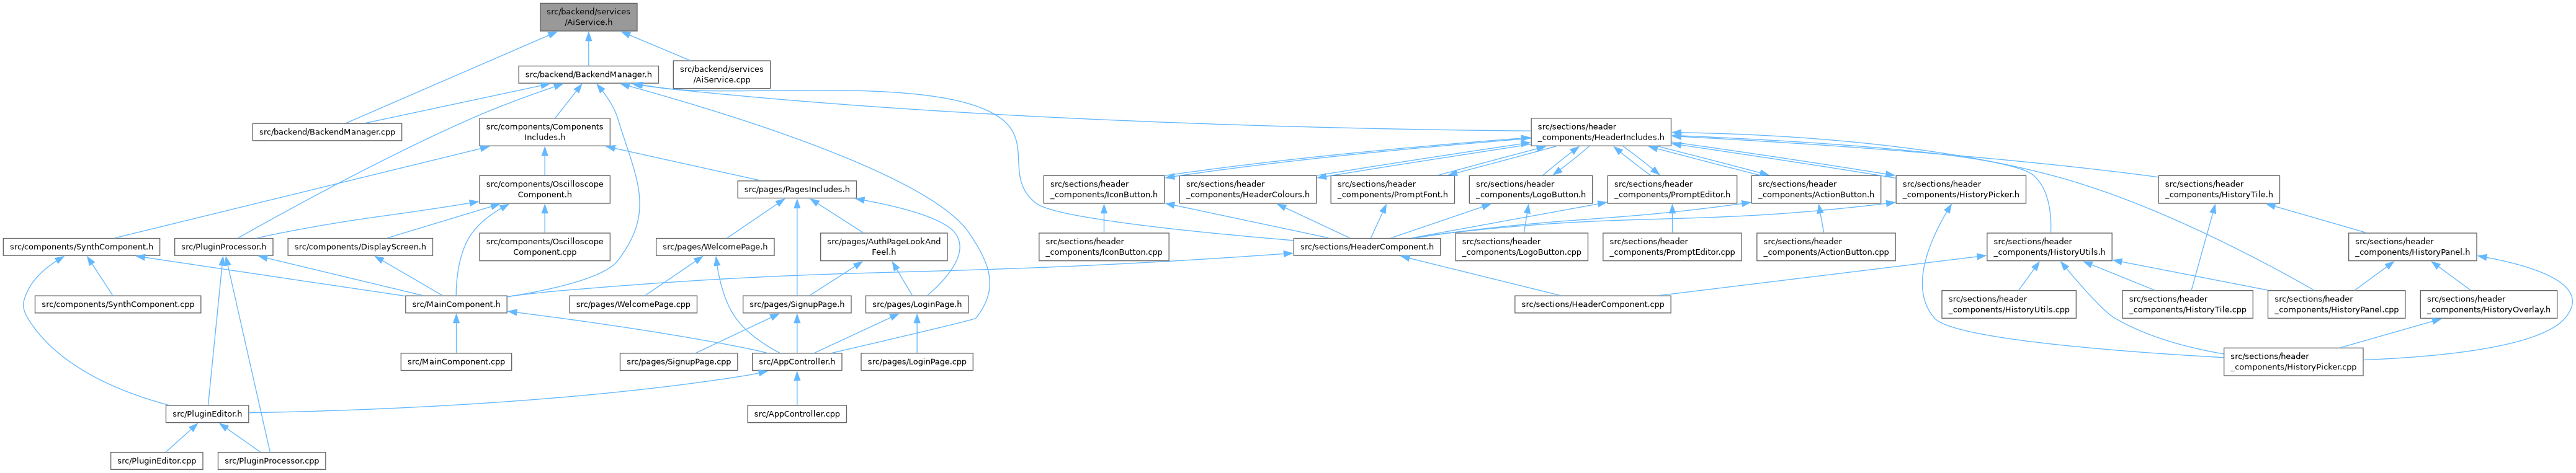 src/backend/services
/AiService.h
src/backend/BackendManager.h
src/backend/services
/AiService.cpp
src/backend/BackendManager.cpp
src/components/Components
Includes.h
src/sections/header
_components/HeaderIncludes.h
src/components/Oscilloscope
Component.h
src/pages/PagesIncludes.h
src/sections/header
_components/IconButton.h
src/sections/header
_components/HeaderColours.h
src/sections/header
_components/PromptFont.h
src/sections/header
_components/LogoButton.h
src/sections/header
_components/PromptEditor.h
src/sections/header
_components/ActionButton.h
src/sections/header
_components/HistoryPicker.h
src/sections/header
_components/HistoryTile.h
src/components/SynthComponent.h
src/PluginProcessor.h
src/components/DisplayScreen.h
src/components/Oscilloscope
Component.cpp
src/pages/WelcomePage.h
src/pages/AuthPageLookAnd
Feel.h
src/sections/header
_components/IconButton.cpp
src/sections/HeaderComponent.h
src/sections/header
_components/LogoButton.cpp
src/sections/header
_components/PromptEditor.cpp
src/sections/header
_components/ActionButton.cpp
src/sections/header
_components/HistoryUtils.h
src/sections/header
_components/HistoryPanel.h
src/components/SynthComponent.cpp
src/MainComponent.h
src/pages/WelcomePage.cpp
src/pages/SignupPage.h
src/pages/LoginPage.h
src/sections/HeaderComponent.cpp
src/sections/header
_components/HistoryUtils.cpp
src/sections/header
_components/HistoryTile.cpp
src/sections/header
_components/HistoryPanel.cpp
src/sections/header
_components/HistoryOverlay.h
src/MainComponent.cpp
src/pages/SignupPage.cpp
src/AppController.h
src/pages/LoginPage.cpp
src/sections/header
_components/HistoryPicker.cpp
src/PluginEditor.h
src/AppController.cpp
src/PluginEditor.cpp
src/PluginProcessor.cpp